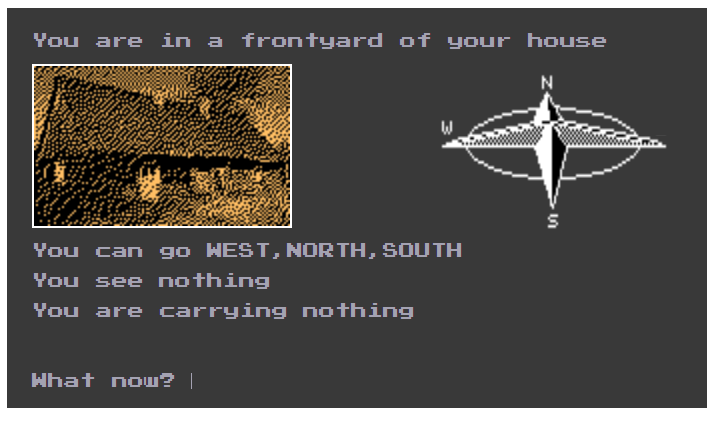 You are in a frontyard of your house
N
W
S
You can go WEST,NORTH,SOUTH
You see nothing
You are carrying nothing
What now?